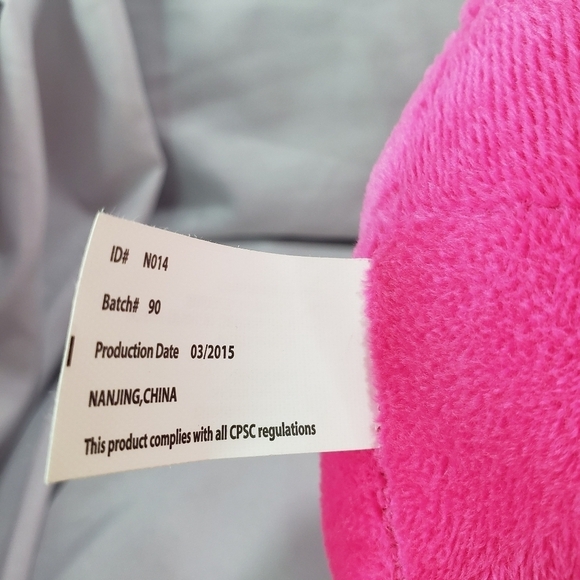 ID# N014
Batch# 90
Production Date 03/2015
NANJING,CHINA
This product complies with all CPSC regulations